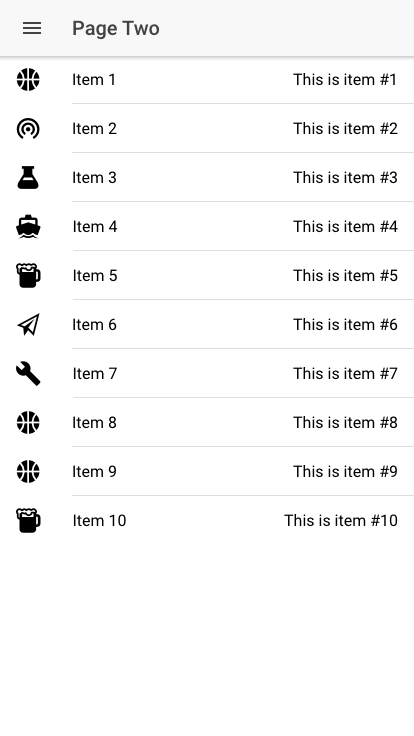 Page Two
Item 1 This is item #1
Item 2 This is item #2
Item 3 This is item #3
Item 4 This is item #4
Item 5 This is item #5
Item 6 This is item #6
Item 7 This is item #7
Item 8 This is item #8
Item 9 This is item #9
Item 10 This is item #10